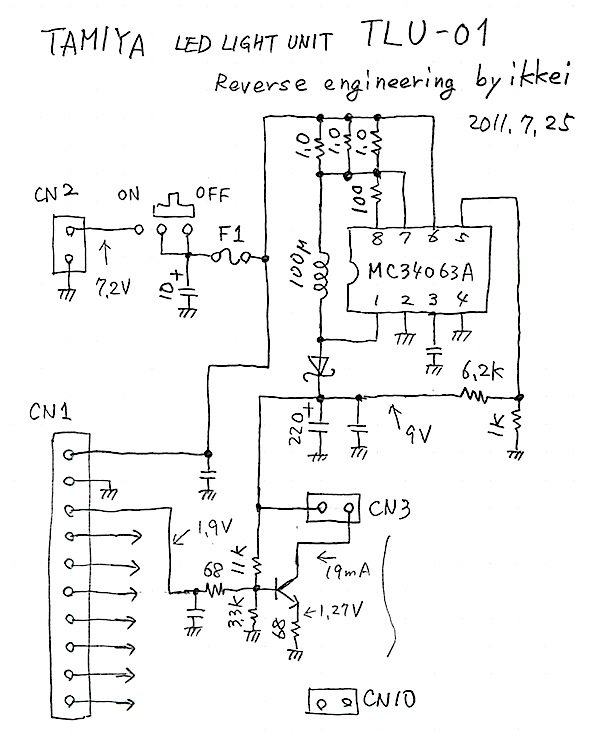 TAMIYA LED LIGHT UNIT TLU-01
Reverse engineering by ikkei
2011.7.25
1.0 1.0 1.0
CN2 ON OFF
F1
100
8 7 6 5
MC34063A
1 2 3 4
7.2V
10 +
100μ
6.2K
CN1
220 +
9V
1K
CN3
1.9V
19mA
68
11K
33K
68
1.27V
CN10